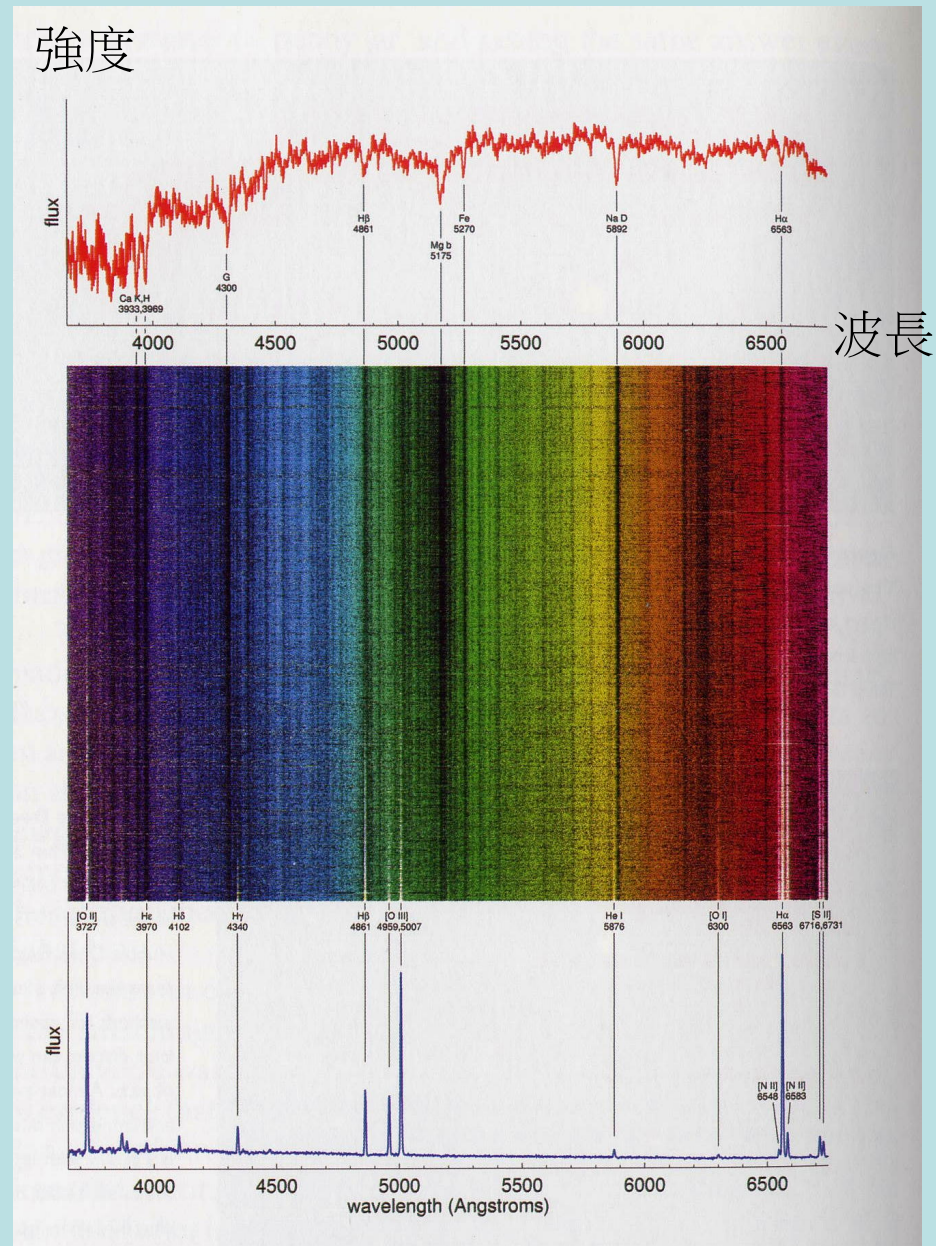 強度
flux
Hβ
4861
Fe
5270
Na D
5892
Hα
6563
Mg b
5175
G
4300
Ca K,H
3933,3969
4000 4500 5000 5500 6000 6500
波長
[O II] Hε Hδ Hγ Hβ [O III] He I [O I] Hα [S II]
3727 3970 4102 4340 4861 4959,5007 5876 6300 6563 6716,6731
flux
[N II] [N II]
6548 6583
4000 4500 5000 5500 6000 6500
wavelength (Angstroms)